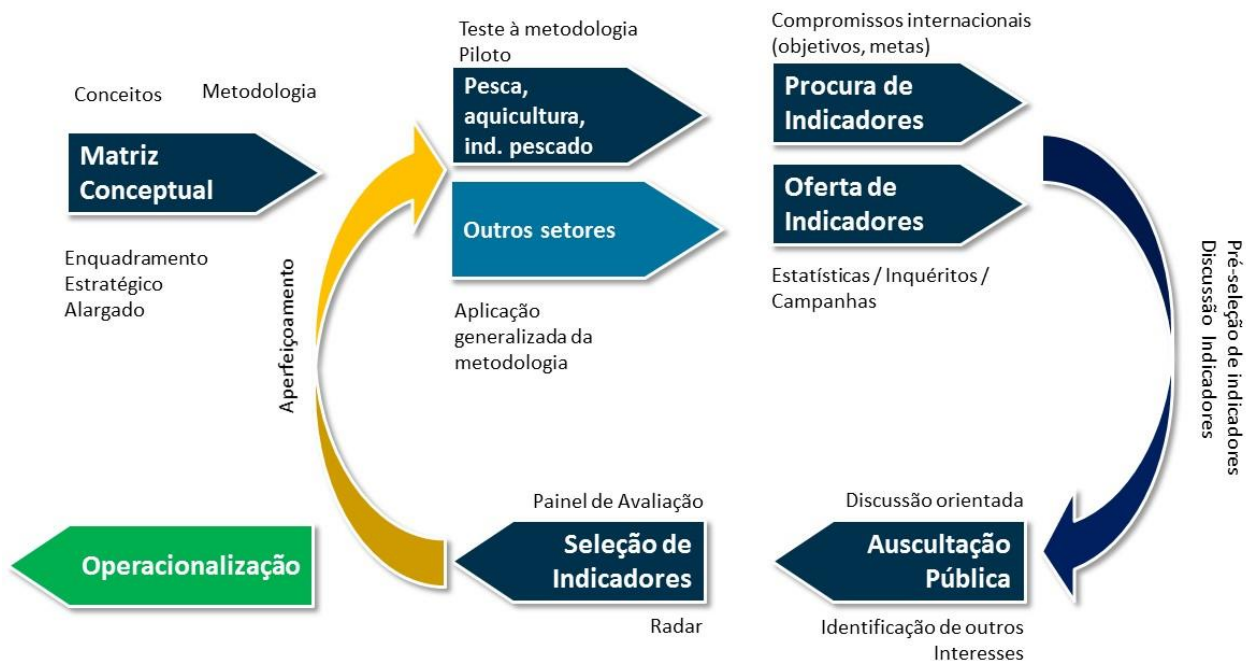 Conceitos
Metodologia
Matriz
Conceptual
Enquadramento
Estratégico
Alargado
Aperfeiçoamento
Teste à metodologia
Piloto
Pesca,
aquicultura,
ind. pescado
Outros setores
Aplicação
generalizada da
metodologia
Compromissos internacionais
(objetivos, metas)
Procura de
Indicadores
Oferta de
Indicadores
Estatísticas / Inquéritos /
Campanhas
Pré-seleção de indicadores
Discussão Indicadores
Discussão orientada
Auscultação
Pública
Identificação de outros
Interesses
Painel de Avaliação
Seleção de
Indicadores
Radar
Operacionalização